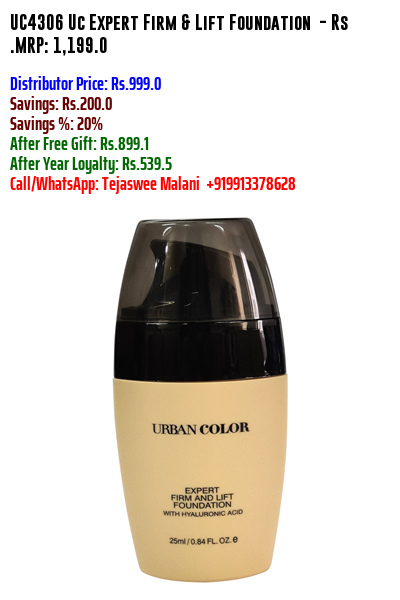 UC4306 Uc Expert Firm & Lift Foundation - Rs
.MRP: 1,199.0
Distributor Price: Rs.999.0
Savings: Rs.200.0
Savings %: 20%
After Free Gift: Rs.899.1
After Year Loyalty: Rs.539.5
Call/WhatsApp: Tejaswee Malani +919913378628
URBAN COLOR
EXPERT
FIRM AND LIFT
FOUNDATION
WITH HYALURONIC ACID
25ml / 0.84 FL. OZ. e